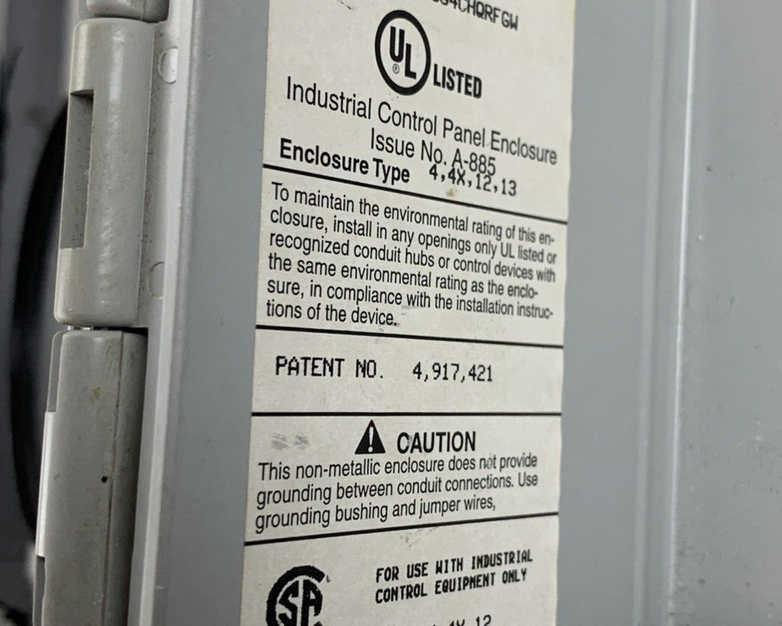 4CHQRFGW
UL
®
LISTED
Industrial Control Panel Enclosure
Issue No. A-885
Enclosure Type 4,4X,12,13
To maintain the environmental rating of this en-
closure, install in any openings only UL listed or
recognized conduit hubs or control devices with
the same environmental rating as the enclo-
sure, in compliance with the installation instruc-
tions of the device.
PATENT NO. 4,917,421
CAUTION
This non-metallic enclosure does not provide
grounding between conduit connections. Use
grounding bushing and jumper wires,
SA
FOR USE WITH INDUSTRIAL
CONTROL EQUIPMENT ONLY
4X,12